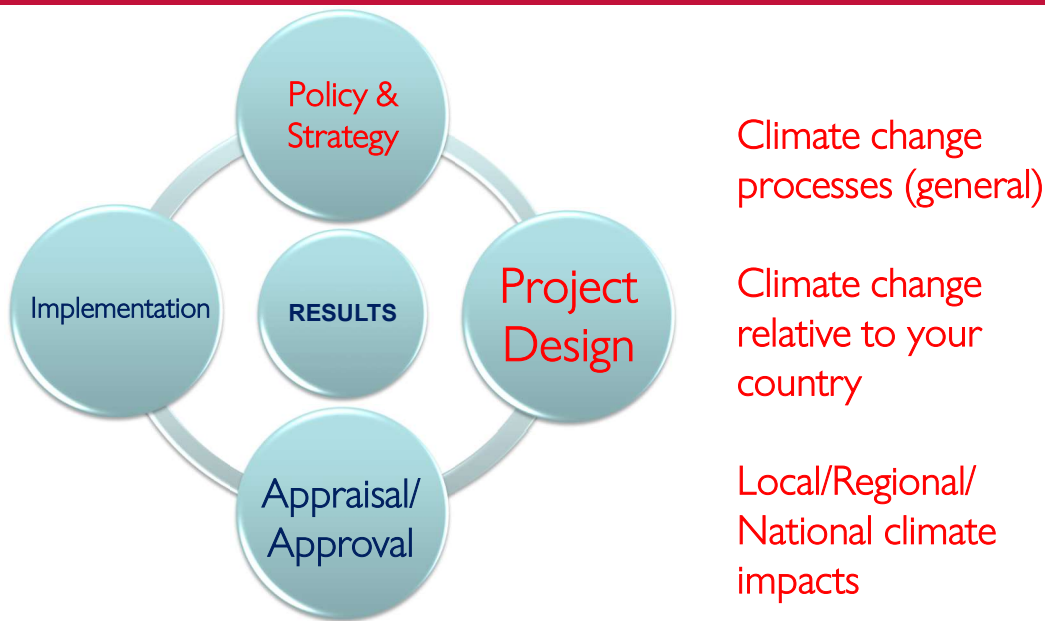 Policy &
Strategy
Implementation
RESULTS
Project
Design
Appraisal/
Approval
Climate change
processes (general)
Climate change
relative to your
country
Local/Regional/
National climate
impacts